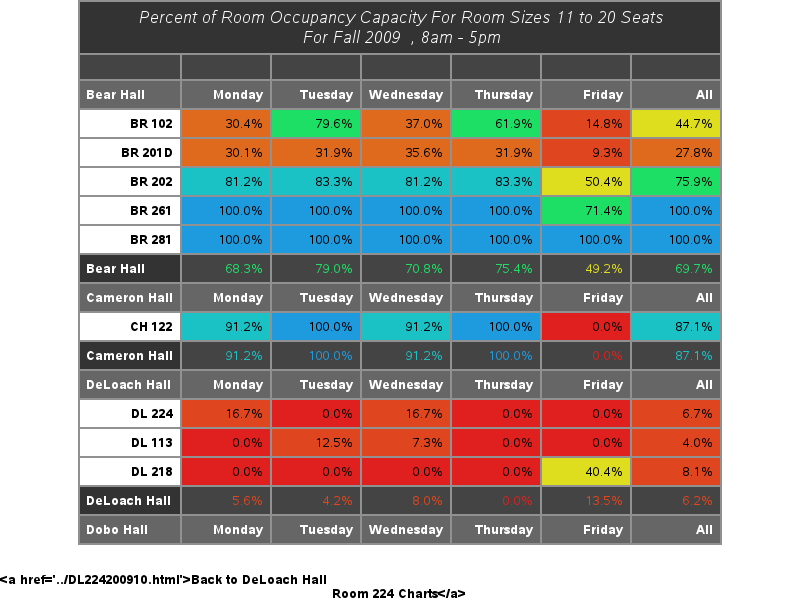 Percent of Room Occupancy Capacity For Room Sizes 11 to 20 Seats
For Fall 2009 , 8am - 5pm
Bear Hall Monday Tuesday Wednesday Thursday Friday All
BR 102 30.4% 79.6% 37.0% 61.9% 14.8% 44.7%
BR 201D 30.1% 31.9% 35.6% 31.9% 9.3% 27.8%
BR 202 81.2% 83.3% 81.2% 83.3% 50.4% 75.9%
BR 261 100.0% 100.0% 100.0% 100.0% 71.4% 100.0%
BR 281 100.0% 100.0% 100.0% 100.0% 100.0% 100.0%
Bear Hall 68.3% 79.0% 70.8% 75.4% 49.2% 69.7%
Cameron Hall Monday Tuesday Wednesday Thursday Friday All
CH 122 91.2% 100.0% 91.2% 100.0% 0.0% 87.1%
Cameron Hall 91.2% 100.0% 91.2% 100.0% 0.0% 87.1%
DeLoach Hall Monday Tuesday Wednesday Thursday Friday All
DL 224 16.7% 0.0% 16.7% 0.0% 0.0% 6.7%
DL 113 0.0% 12.5% 7.3% 0.0% 0.0% 4.0%
DL 218 0.0% 0.0% 0.0% 0.0% 40.4% 8.1%
DeLoach Hall 5.6% 4.2% 8.0% 0.0% 13.5% 6.2%
Dobo Hall Monday Tuesday Wednesday Thursday Friday All
<a href='../DL224200910.html'>Back to DeLoach Hall
Room 224 Charts</a>